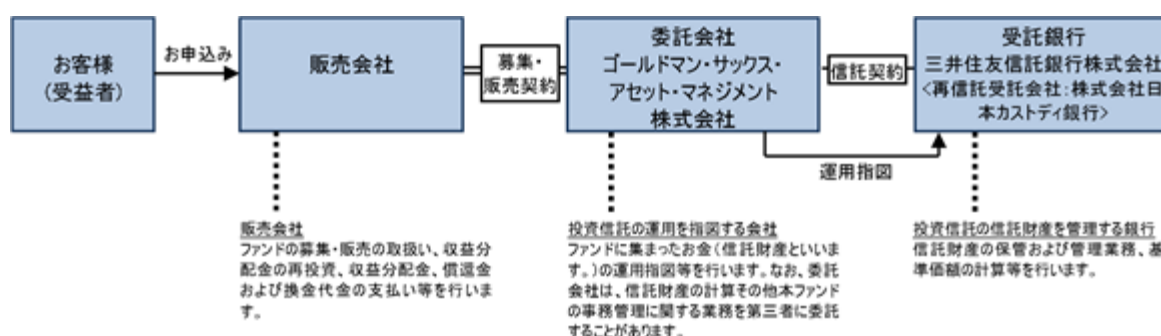 お客様
(受益者)
お申込み
販売会社
募集・
販売契約
委託会社
ゴールドマン・サックス・
アセット・マネジメント
株式会社
信託契約
受託銀行
三井住友信託銀行株式会社
<再信託受託会社:株式会社日
本カストディ銀行>
運用指図
販売会社
ファンドの募集・販売の取扱い、収益分
配金の再投資、収益分配金、償還金
および換金代金の支払い等を行いま
す。
投資信託の運用を指図する会社
ファンドに集まったお金(信託財産といいま
す。)の運用指図等を行います。なお、委託
会社は、信託財産の計算その他本ファンド
の事務管理に関する業務を第三者に委託
することがあります。
投資信託の信託財産を管理する銀行
信託財産の保管および管理業務、基
準価額の計算等を行います。